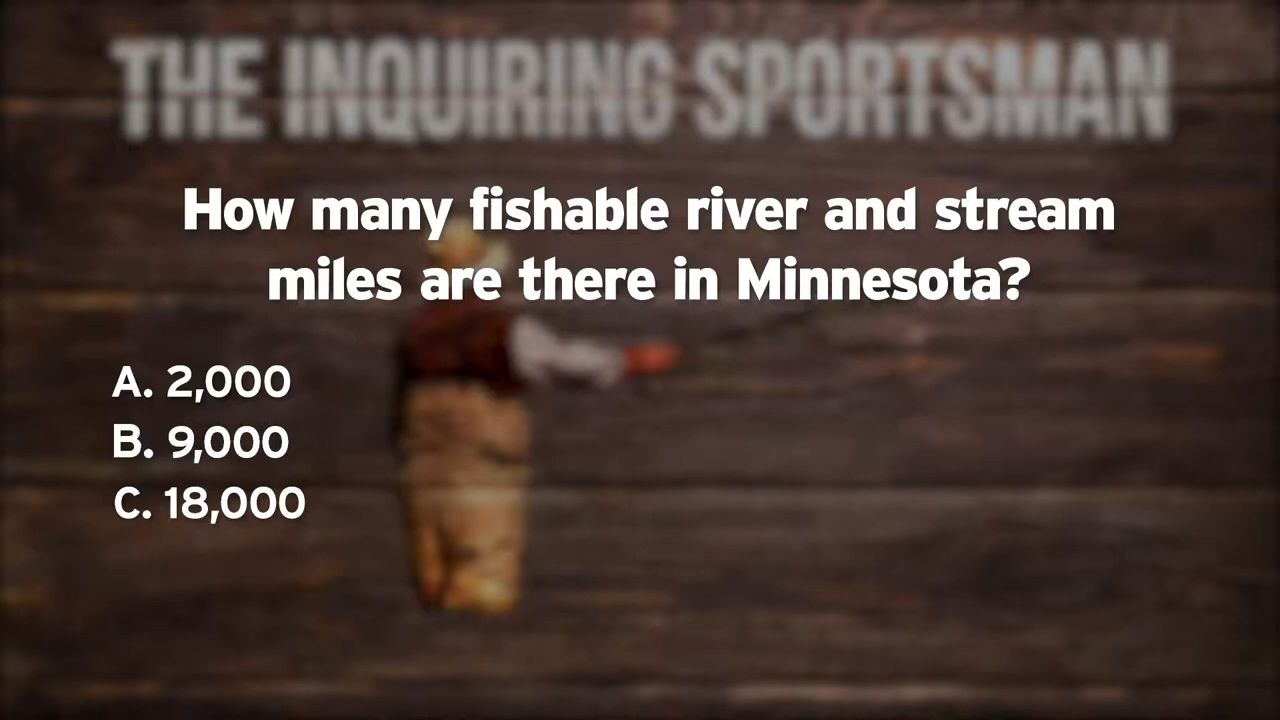 THE INQUIRING SPORTSMAN
How many fishable river and stream
miles are there in Minnesota?
A. 2,000
B. 9,000
C. 18,000